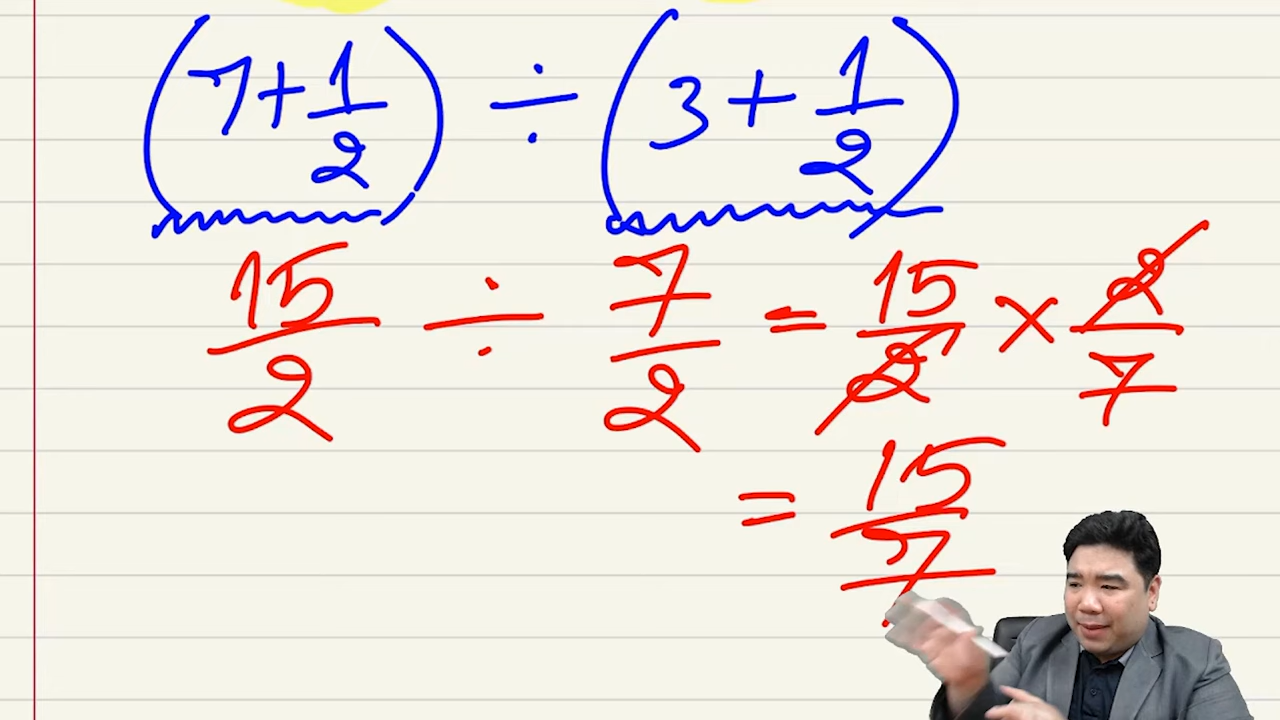 (7+1/2) ÷ (3+1/2)
15/2 ÷ 7/2 = 15/2 × 2/7
= 15/7